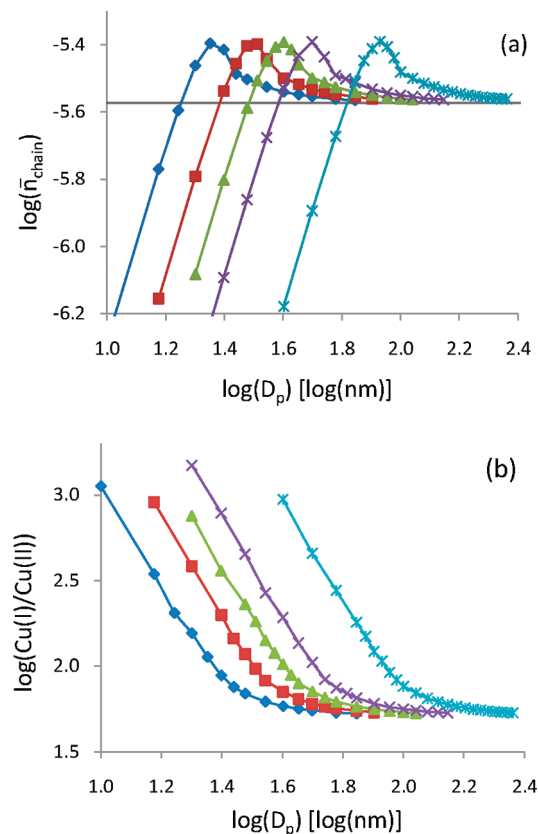 (a)
-5.4
-5.6
-5.8
-6.0
-6.2
log(n̄chain)
1.0 1.2 1.4 1.6 1.8 2.0 2.2 2.4
log(Dp) [log(nm)]
(b)
3.0
2.5
2.0
1.5
log(Cu(I)/Cu(II))
1.0 1.2 1.4 1.6 1.8 2.0 2.2 2.4
log(Dp) [log(nm)]